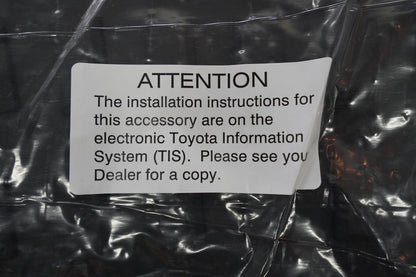 ATTENTION
The installation instructions for
this accessory are on the
electronic Toyota Information
System (TIS). Please see your
Dealer for a copy.